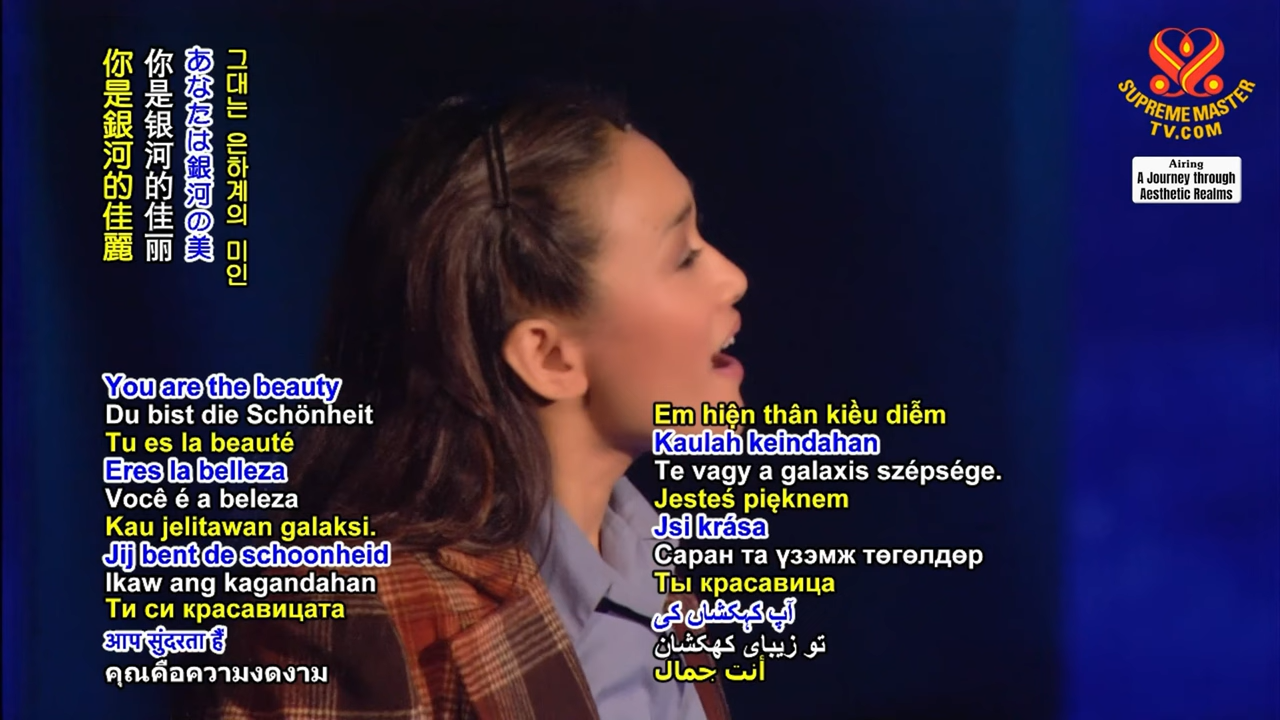 그대는 은하계의 미인
あなたは銀河の美
你是银河的佳丽
你是銀河的佳麗
SUPREME MASTER
TV.COM
Airing
A Journey through
Aesthetic Realms
You are the beauty
Du bist die Schönheit
Tu es la beauté
Eres la belleza
Você é a beleza
Kau jelitawan galaksi.
Jij bent de schoonheid
Ikaw ang kagandahan
Ти си красавицата
आप सुंदरता हैं
คุณคือความงดงาม
Em hiện thân kiều diễm
Kaulah keindahan
Te vagy a galaxis szépsége.
Jesteś pięknem
Jsi krása
Саран та үзэмж төгөлдөр
Ты красавица
آپ کہکشاں کی
تو زیبای کهکشان
أنت جمال